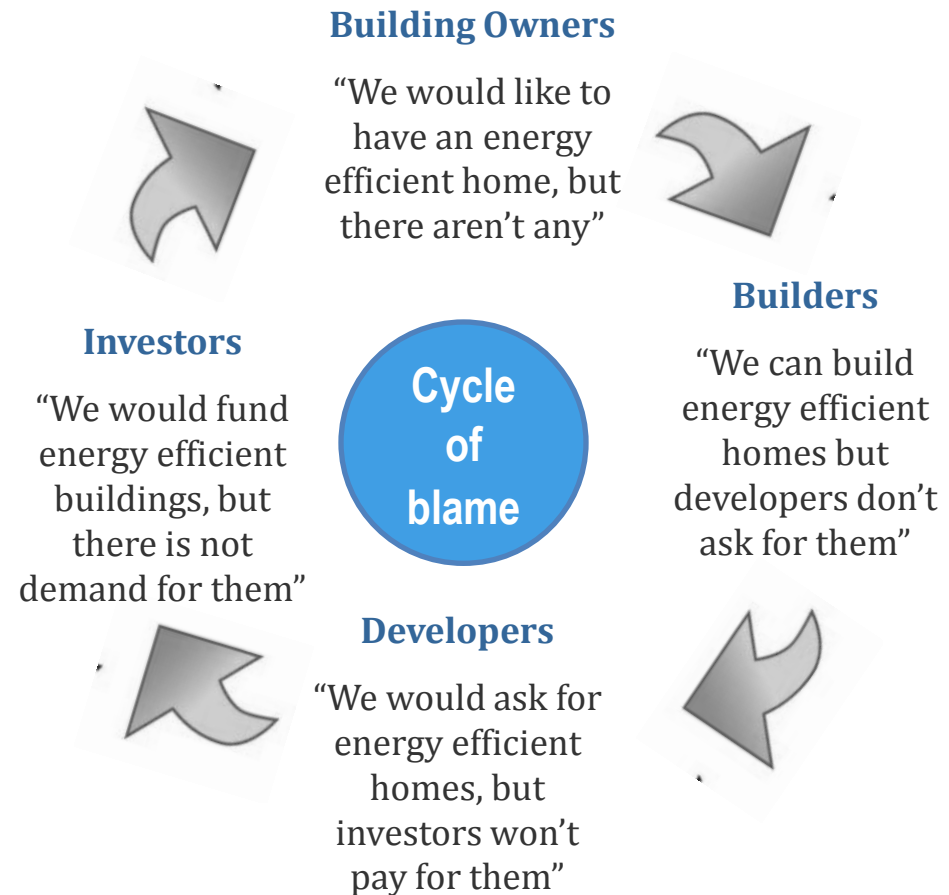 Building Owners
“We would like to
have an energy
efficient home, but
there aren’t any”
Builders
“We can build
energy efficient
homes but
developers don’t
ask for them”
Developers
“We would ask for
energy efficient
homes, but
investors won’t
pay for them”
Investors
“We would fund
energy efficient
buildings, but
there is not
demand for them”
Cycle
of
blame